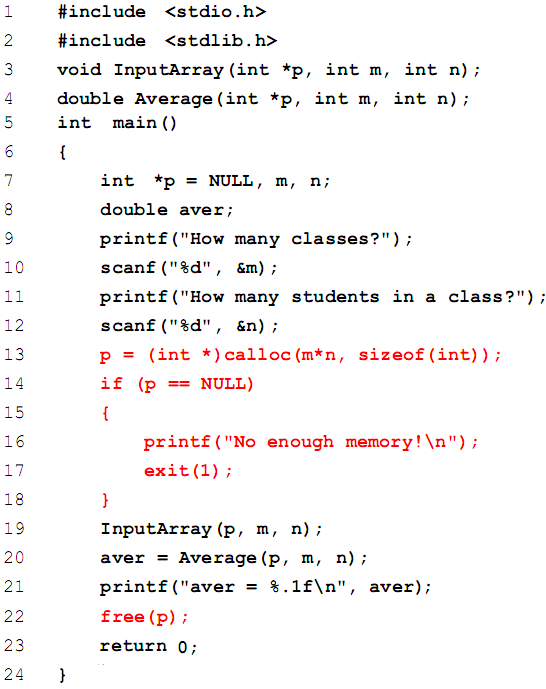 1 #include <stdio.h>
2 #include <stdlib.h>
3 void InputArray(int *p, int m, int n);
4 double Average(int *p, int m, int n);
5 int main()
6 {
7 int *p = NULL, m, n;
8 double aver;
9 printf("How many classes?");
10 scanf("%d", &m);
11 printf("How many students in a class?");
12 scanf("%d", &n);
13 p = (int *)calloc(m*n, sizeof(int));
14 if (p == NULL)
15 {
16 printf("No enough memory!\n");
17 exit(1);
18 }
19 InputArray(p, m, n);
20 aver = Average(p, m, n);
21 printf("aver = %.1f\n", aver);
22 free(p);
23 return 0;
24 }